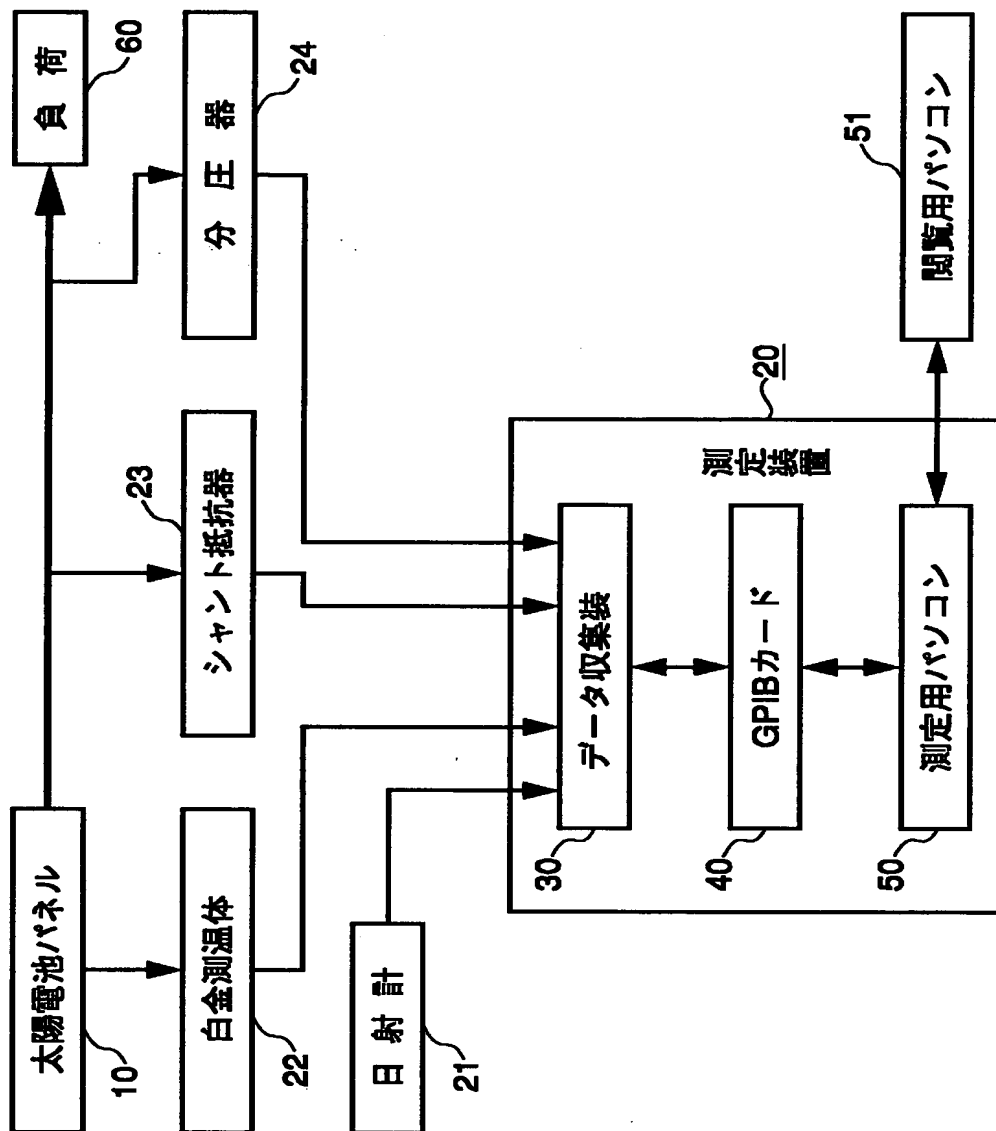 太陽電池パネル
10
負荷
60
白金測温体
22
シャント抵抗器
23
分圧器
24
日射計
21
測定装置
20
データ収集装
30
GPIBカード
40
測定用パソコン
50
閲覧用パソコン
51